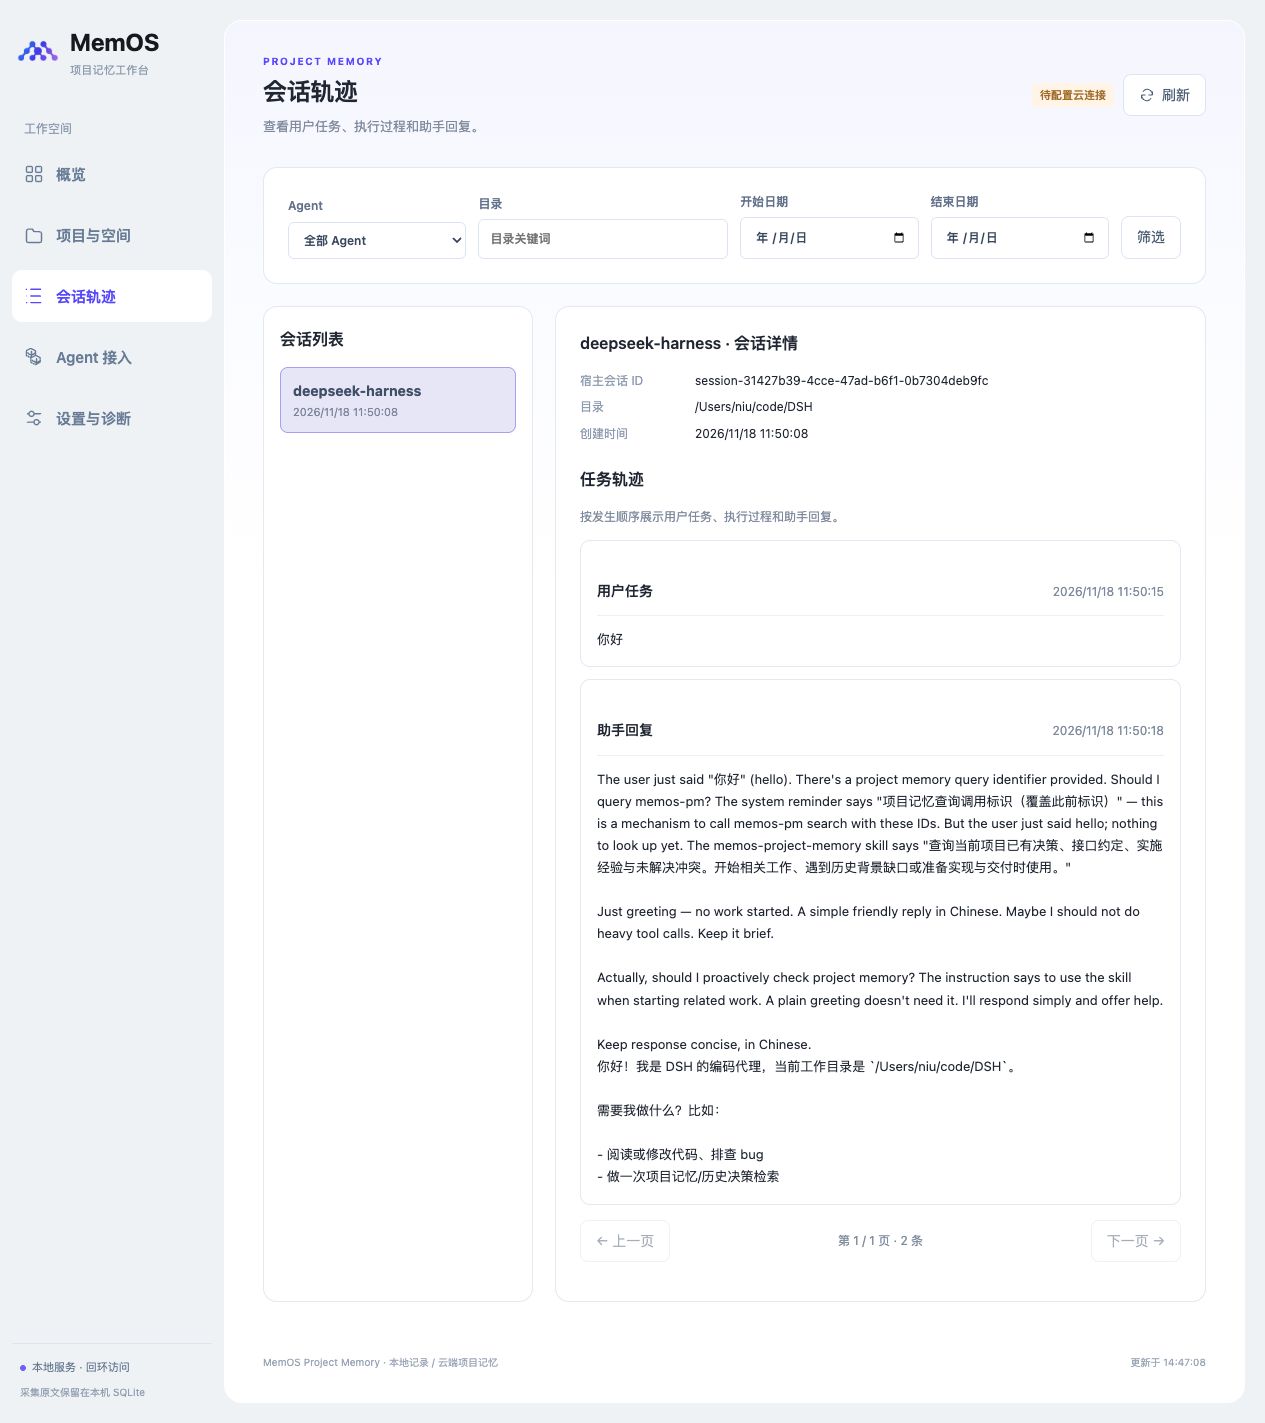 MemOS
项目记忆工作台
工作空间
概览
项目与空间
会话轨迹
Agent 接入
设置与诊断
本地服务 · 回环访问
采集原文保留在本机 SQLite
PROJECT MEMORY
会话轨迹
查看用户任务、执行过程和助手回复。
待配置云连接
刷新
Agent
全部 Agent
目录
目录关键词
开始日期
年 /月/日
结束日期
年 /月/日
筛选
会话列表
deepseek-harness
2026/11/18 11:50:08
deepseek-harness · 会话详情
宿主会话 ID session-31427b39-4cce-47ad-b6f1-0b7304deb9fc
目录 /Users/niu/code/DSH
创建时间 2026/11/18 11:50:08
任务轨迹
按发生顺序展示用户任务、执行过程和助手回复。
用户任务 2026/11/18 11:50:15
你好
助手回复 2026/11/18 11:50:18
The user just said "你好" (hello). There's a project memory query identifier provided. Should I
query memos-pm? The system reminder says "项目记忆查询调用标识（覆盖此前标识）" — this
is a mechanism to call memos-pm search with these IDs. But the user just said hello; nothing
to look up yet. The memos-project-memory skill says "查询当前项目已有决策、接口约定、实施
经验与未解决冲突。开始相关工作、遇到历史背景缺口或准备实现与交付时使用。"
Just greeting — no work started. A simple friendly reply in Chinese. Maybe I should not do
heavy tool calls. Keep it brief.
Actually, should I proactively check project memory? The instruction says to use the skill
when starting related work. A plain greeting doesn't need it. I'll respond simply and offer help.
Keep response concise, in Chinese.
你好！我是 DSH 的编码代理，当前工作目录是 `/Users/niu/code/DSH`。
需要我做什么？比如：
- 阅读或修改代码、排查 bug
- 做一次项目记忆/历史决策检索
← 上一页
第 1 / 1 页 · 2 条
下一页 →
MemOS Project Memory · 本地记录 / 云端项目记忆
更新于 14:47:08